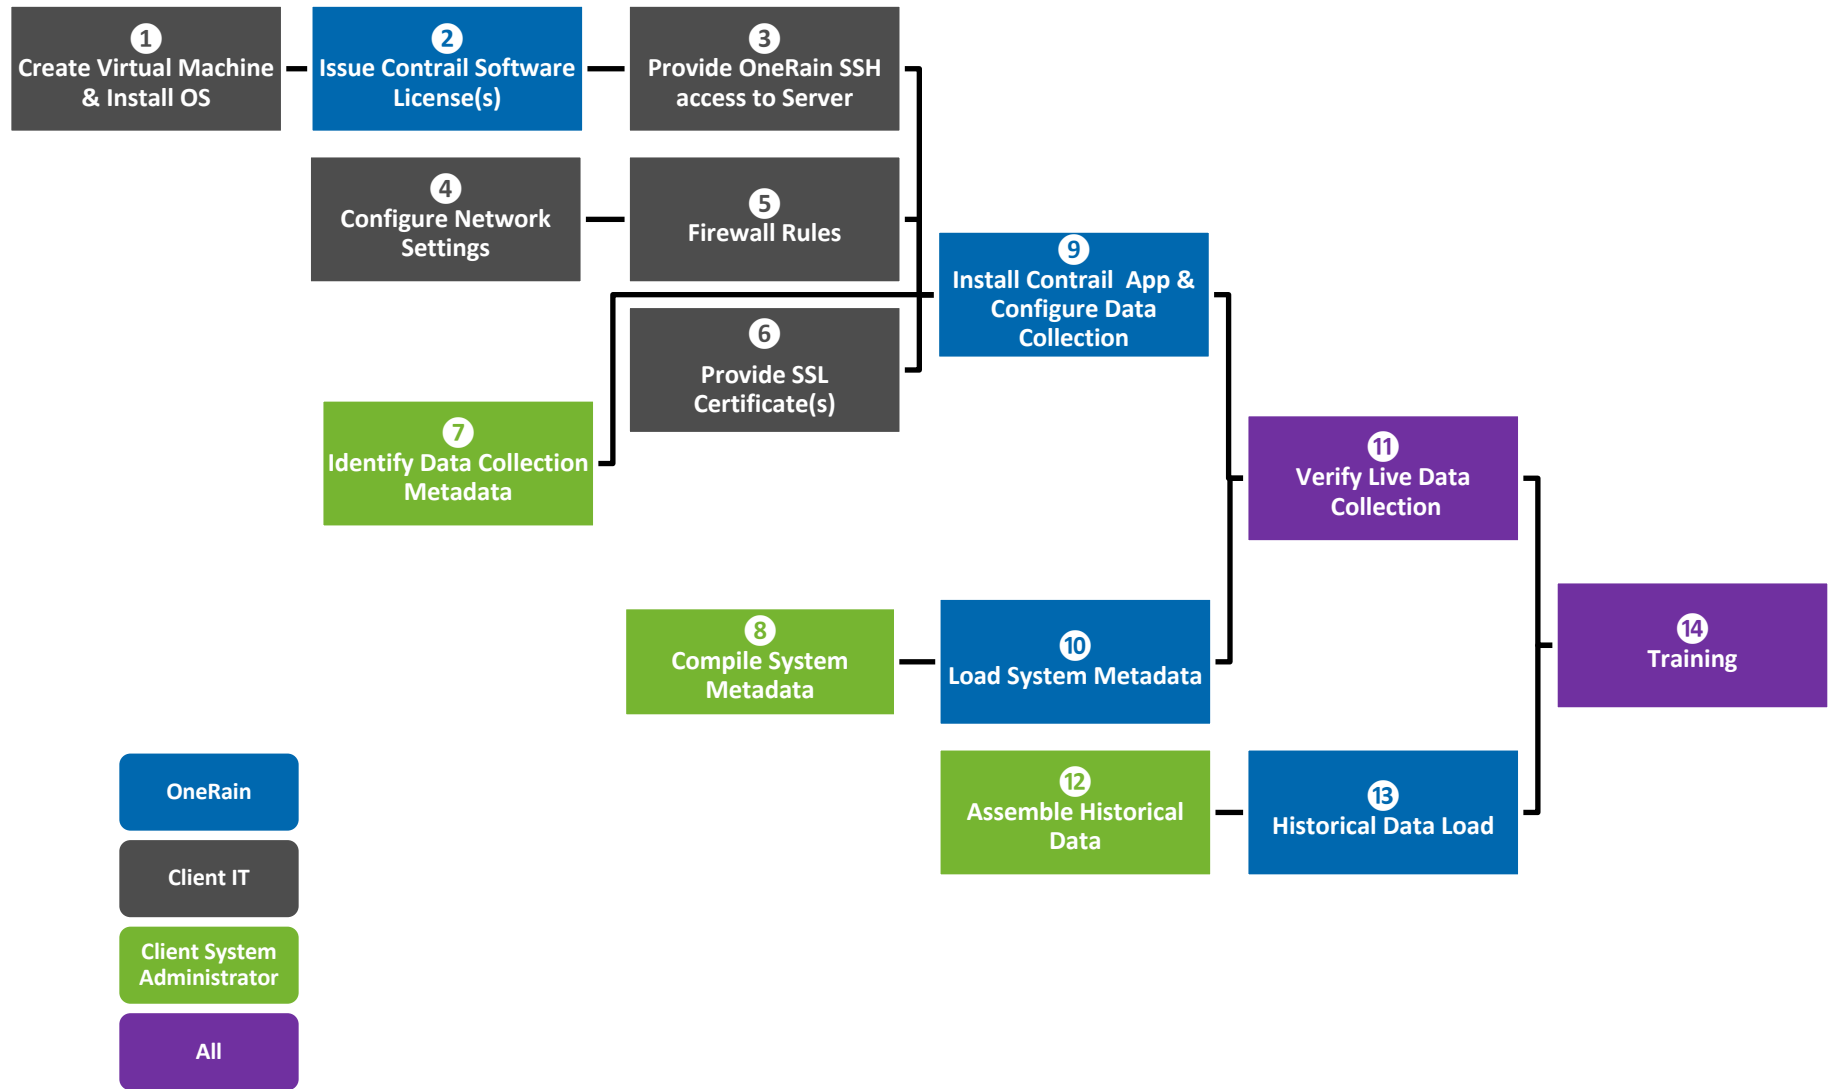 1
Create Virtual Machine
& Install OS
2
Issue Contrail Software
License(s)
3
Provide OneRain SSH
access to Server
4
Configure Network
Settings
5
Firewall Rules
6
Provide SSL
Certificate(s)
7
Identify Data Collection
Metadata
8
Compile System
Metadata
9
Install Contrail App &
Configure Data
Collection
10
Load System Metadata
11
Verify Live Data
Collection
12
Assemble Historical
Data
13
Historical Data Load
14
Training
OneRain
Client IT
Client System
Administrator
All